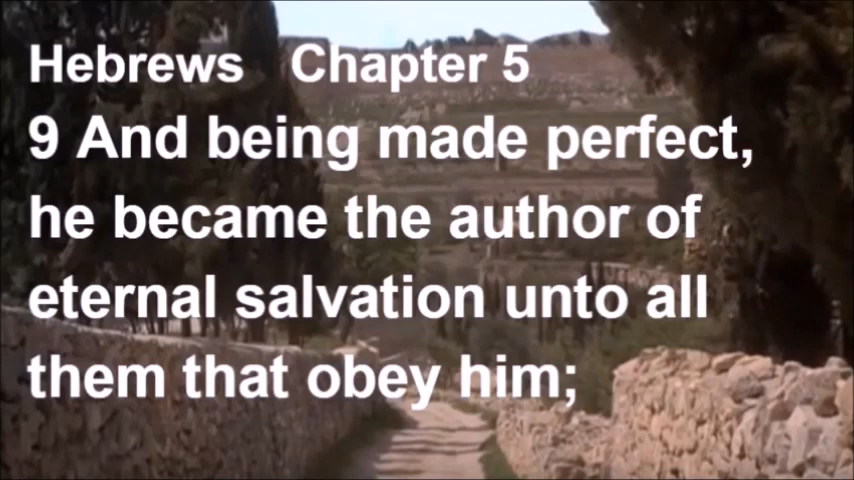 Hebrews Chapter 5
9 And being made perfect,
he became the author of
eternal salvation unto all
them that obey him;